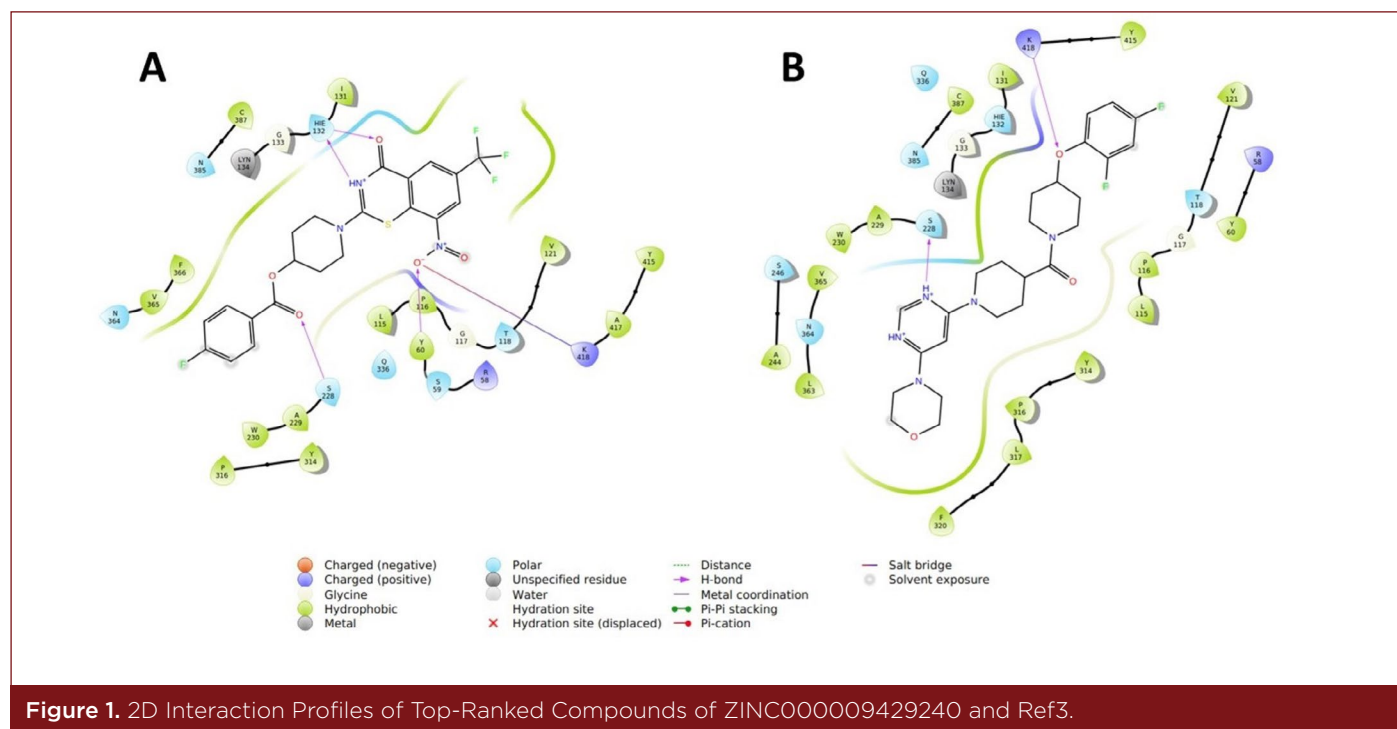 A
B
K
418
Y
415
I
131
C
387
HIE
132
G
133
N
385
LYN
134
O
HN⁺
N
S
F
F
F
N⁺
O
O⁻
O
O
F
F
366
V
365
N
364
V
121
P
116
L
115
G
117
T
118
Y
60
Q
336
S
59
R
58
A
417
K
418
S
228
A
229
W
230
P
316
Y
314
Q
336
C
387
I
131
HIE
132
G
133
N
385
LYN
134
A
229
S
228
W
230
S
246
V
365
N
364
A
244
L
363
F
F
O
N
O
H
N⁺
N
HN⁺
N
O
V
121
R
58
T
118
G
117
Y
60
P
116
L
115
Y
314
P
316
L
317
F
320
Charged (negative)
Charged (positive)
Glycine
Hydrophobic
Metal
Polar
Unspecified residue
Water
Hydration site
Hydration site (displaced)
Distance
H-bond
Metal coordination
Pi-Pi stacking
Pi-cation
Salt bridge
Solvent exposure
Figure 1. 2D Interaction Profiles of Top-Ranked Compounds of ZINC000009429240 and Ref3.